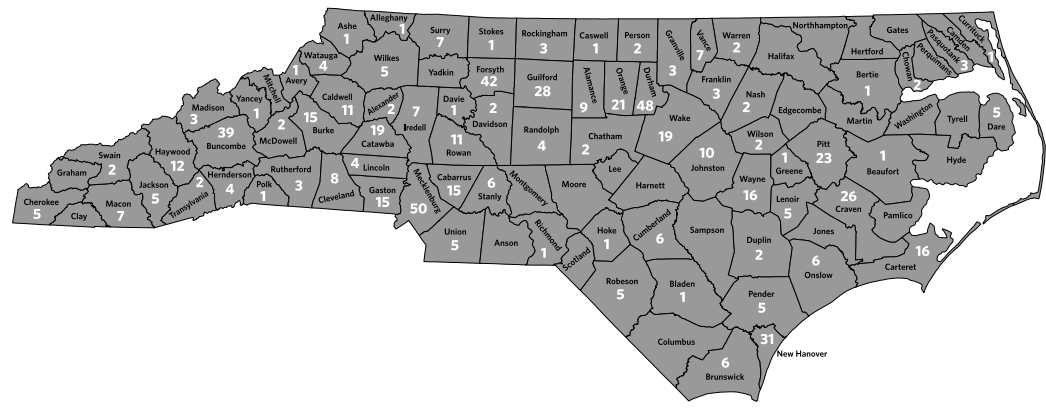 Ashe
1
Alleghany
1
Surry
7
Stokes
1
Rockingham
3
Caswell
1
Person
2
Granville
3
Vance
7
Warren
2
Northhampton
Gates
Currituck
1
Camden
Pasquotank
3
Perquimans
Chowan
2
Hertford
Halifax
Watauga
4
Wilkes
5
Yadkin
Forsyth
42
Guilford
28
Alamance
9
Orange
21
Durham
48
Franklin
3
Nash
2
Edgecombe
Bertie
1
Martin
Washington
Tyrell
5
Dare
1
Avery
Mitchell
Yancey
1
Madison
3
Caldwell
11
Alexander
2
7
Iredell
Davie
1
2
Davidson
Randolph
4
Chatham
2
Wake
19
Wilson
2
Pitt
23
1
Beaufort
Hyde
39
Buncombe
2
McDowell
15
Burke
19
Catawba
11
Rowan
10
Johnston
1
Greene
Swain
2
Haywood
12
Graham
Jackson
5
2
Transylvania
Hernderson
4
Polk
1
Rutherford
3
8
Cleveland
4
Lincoln
Gaston
15
Mecklenburg
50
Cabarrus
15
6
Stanly
Montgomery
Moore
Lee
Harnett
Wayne
16
Lenoir
5
26
Craven
Pamlico
Cherokee
5
Clay
Macon
7
Union
5
Anson
Richmond
1
Scotland
Hoke
1
Cumberland
6
Sampson
Duplin
2
Jones
6
Onslow
16
Carteret
Robeson
5
Bladen
1
Pender
5
Columbus
6
Brunswick
31
New Hanover